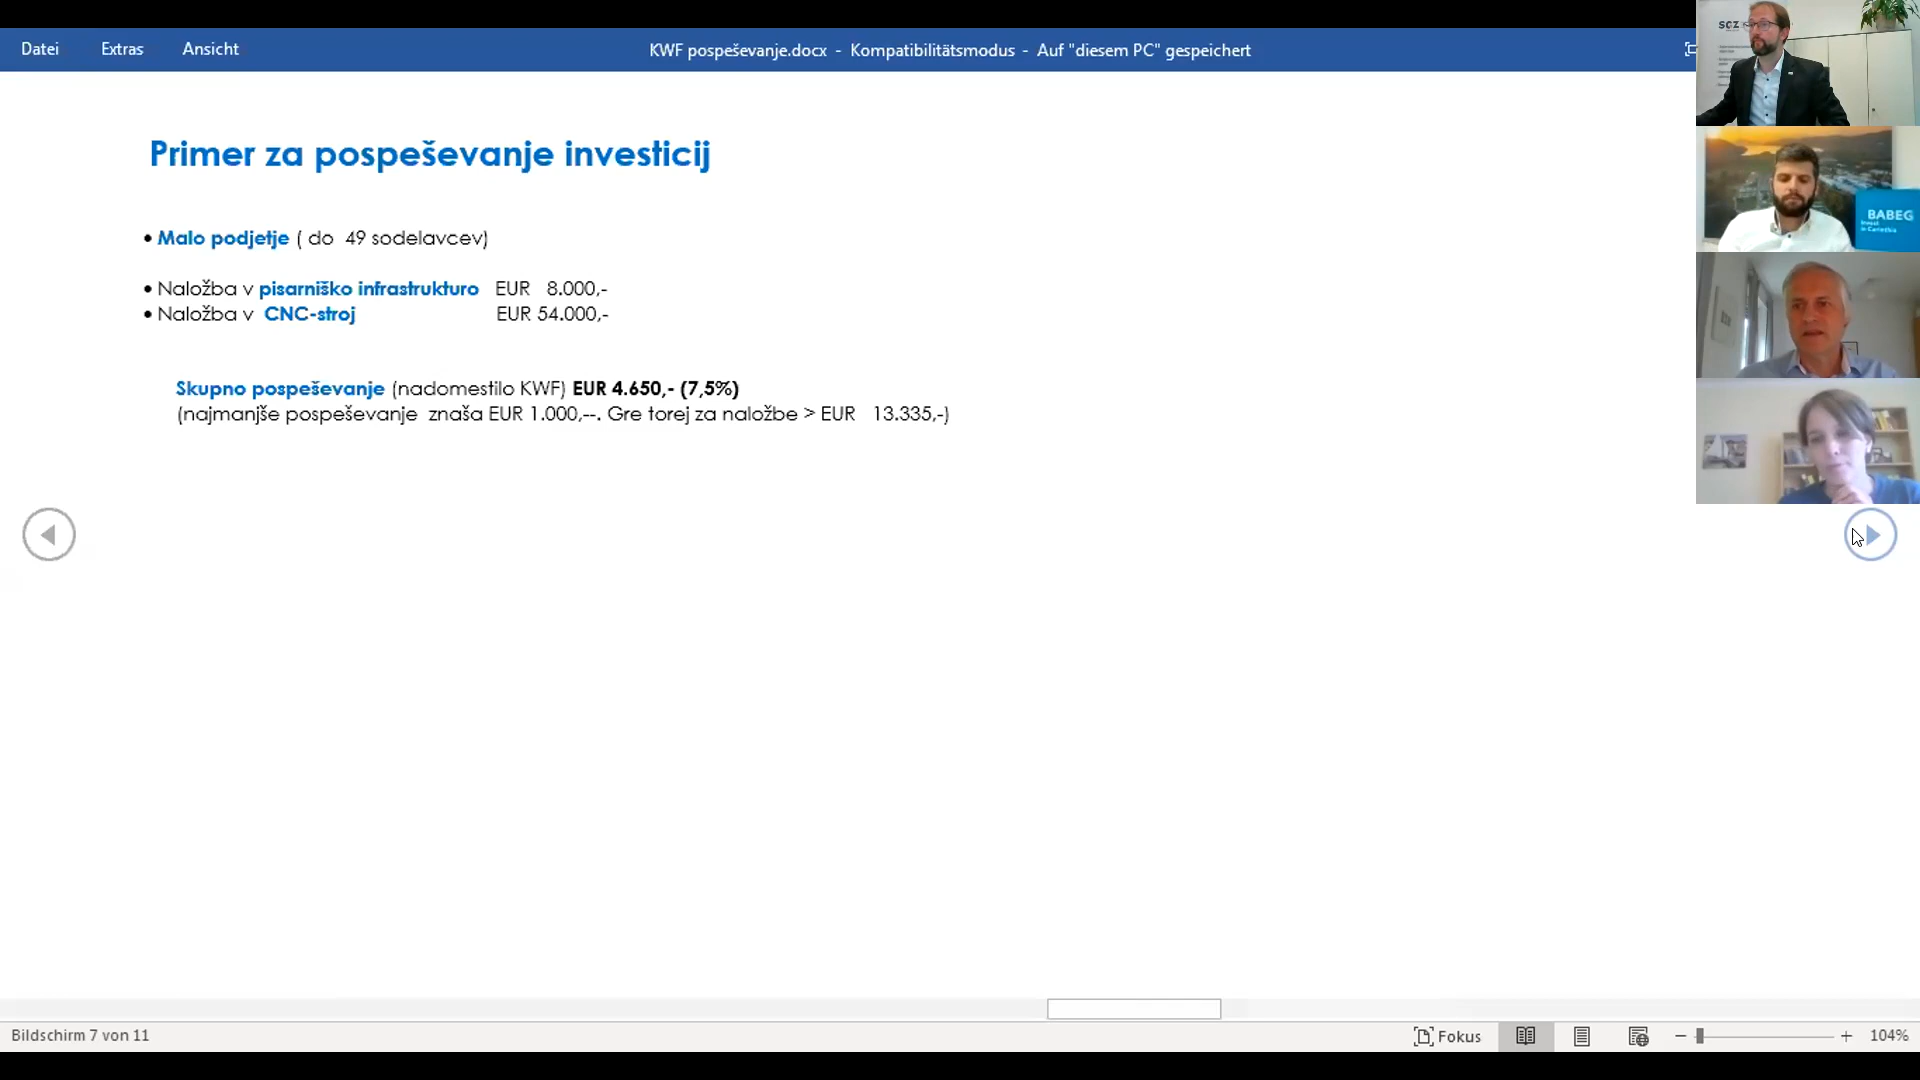 Datei Extras Ansicht KWF pospeševanje.docx - Kompatibilitätsmodus - Auf "diesem PC" gespeichert
Primer za pospeševanje investicij
• Malo podjetje ( do 49 sodelavcev)
• Naložba v pisarniško infrastrukturo EUR 8.000,-
• Naložba v CNC-stroj EUR 54.000,-
Skupno pospeševanje (nadomestilo KWF) EUR 4.650,- (7,5%)
(najmanjše pospeševanje znaša EUR 1.000,--. Gre torej za naložbe > EUR 13.335,-)
BABEG
Invest
in Carinthia
Bildschirm 7 von 11 Fokus 104%